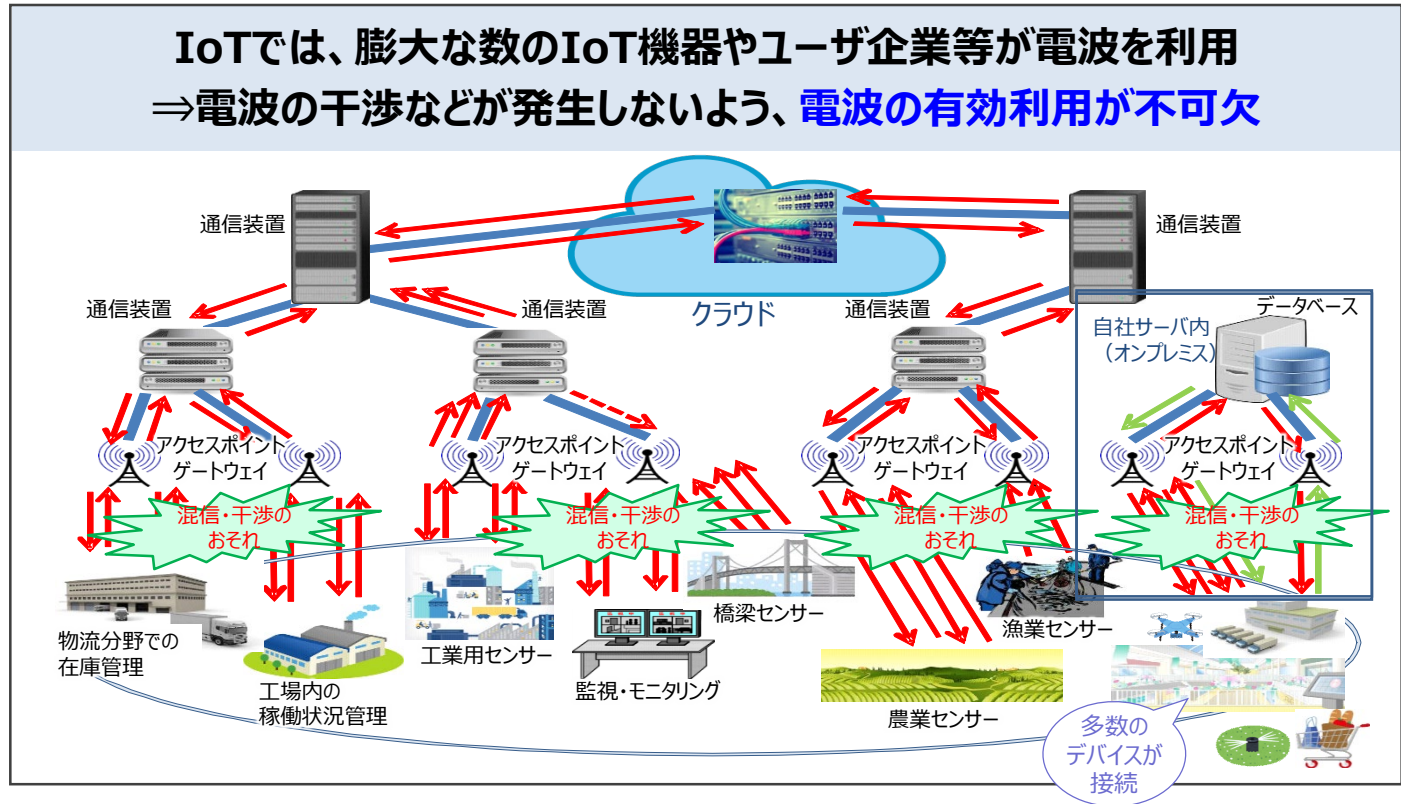 IoTでは、膨大な数のIoT機器やユーザ企業等が電波を利用
⇒電波の干渉などが発生しないよう、電波の有効利用が不可欠
通信装置
通信装置
通信装置
通信装置
クラウド
通信装置
データベース
自社サーバ内
（オンプレミス）
アクセスポイント
ゲートウェイ
アクセスポイント
ゲートウェイ
アクセスポイント
ゲートウェイ
アクセスポイント
ゲートウェイ
混信・干渉の
おそれ
混信・干渉の
おそれ
混信・干渉の
おそれ
混信・干渉の
おそれ
物流分野での
在庫管理
工場内の
稼働状況管理
工業用センサー
監視・モニタリング
橋梁センサー
農業センサー
漁業センサー
多数の
デバイスが
接続